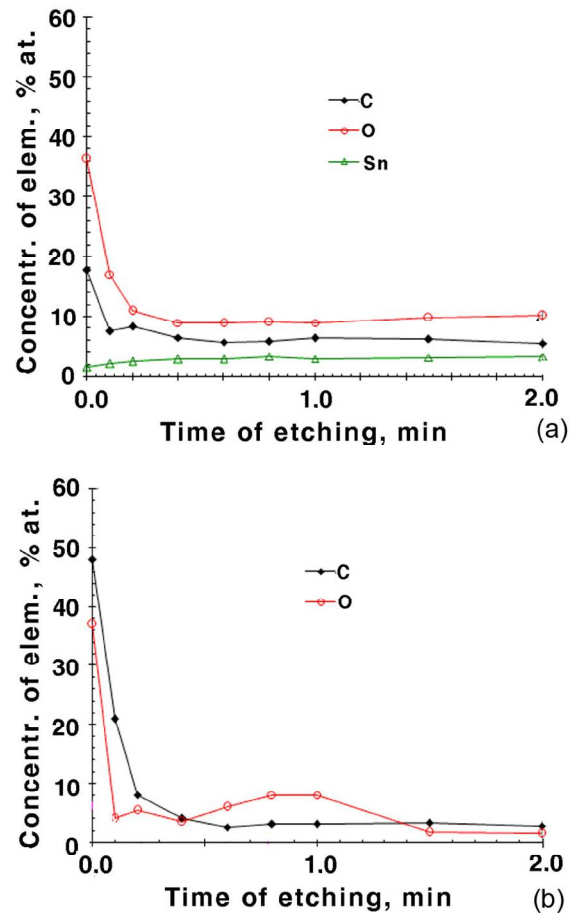 Concentr. of elem., % at.
60
50
40
30
20
10
0
C
O
Sn
0.0 1.0 2.0
Time of etching, min
(a)
Concentr. of elem., % at.
60
50
40
30
20
10
0
C
O
0.0 1.0 2.0
Time of etching, min
(b)